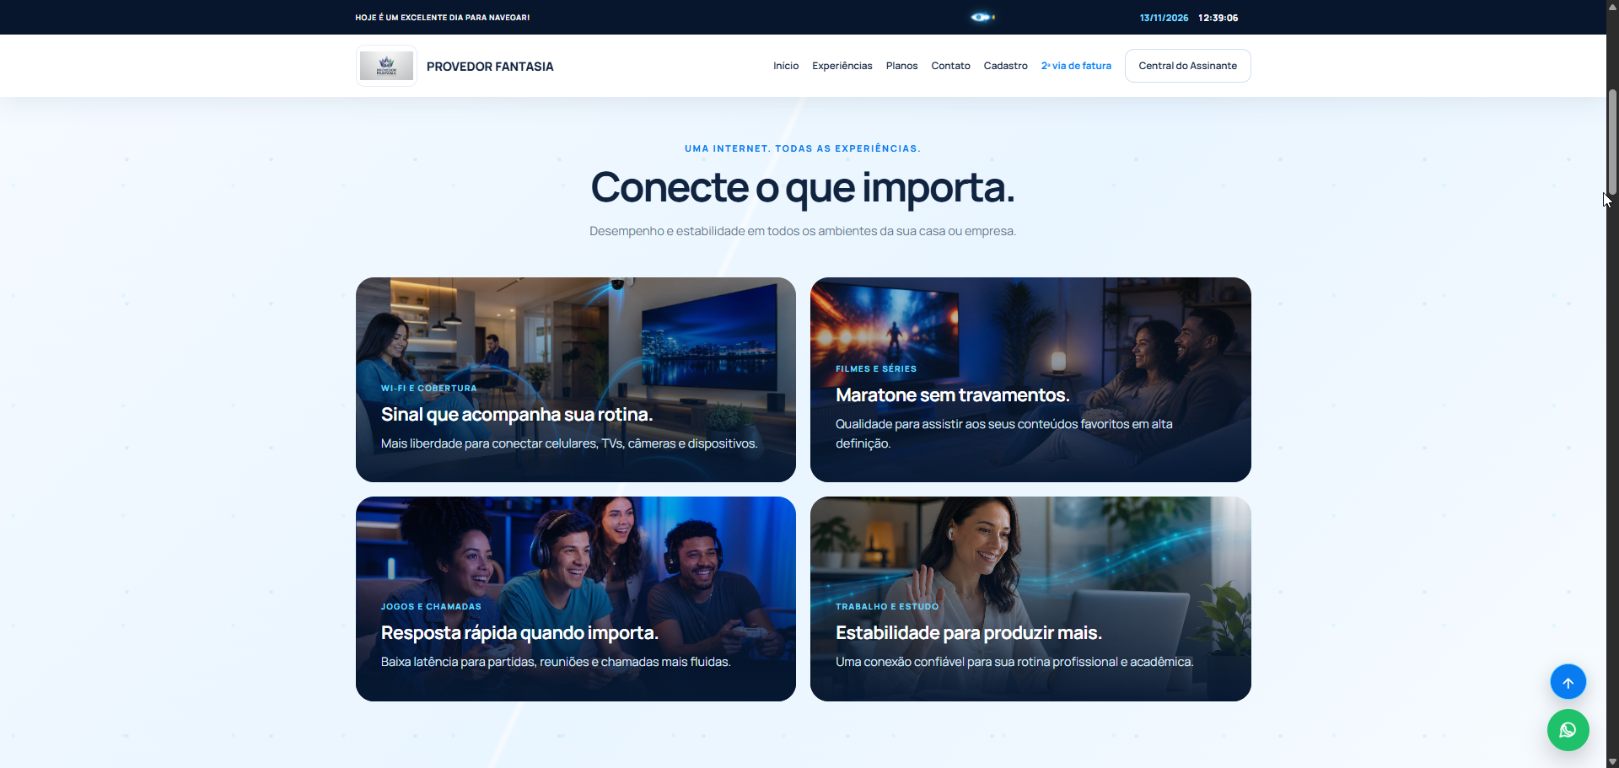 HOJE É UM EXCELENTE DIA PARA NAVEGAR!
13/11/2026 12:39:06
PROVEDOR FANTASIA
Início Experiências Planos Contato Cadastro 2ª via de fatura Central do Assinante
UMA INTERNET. TODAS AS EXPERIÊNCIAS.
Conecte o que importa.
Desempenho e estabilidade em todos os ambientes da sua casa ou empresa.
WI-FI E COBERTURA
Sinal que acompanha sua rotina.
Mais liberdade para conectar celulares, TVs, câmeras e dispositivos.
FILMES E SÉRIES
Maratone sem travamentos.
Qualidade para assistir aos seus conteúdos favoritos em alta
definição.
JOGOS E CHAMADAS
Resposta rápida quando importa.
Baixa latência para partidas, reuniões e chamadas mais fluidas.
TRABALHO E ESTUDO
Estabilidade para produzir mais.
Uma conexão confiável para sua rotina profissional e acadêmica.